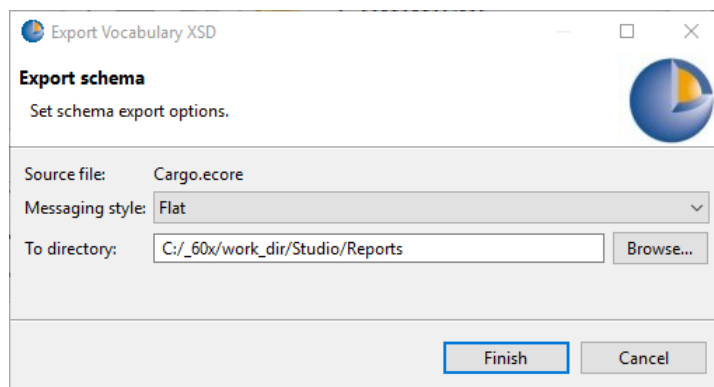 Export Vocabulary XSD
Export schema
Set schema export options.
Source file: Cargo.ecore
Messaging style: Flat
To directory: C:/_60x/work_dir/Studio/Reports Browse...
Finish Cancel